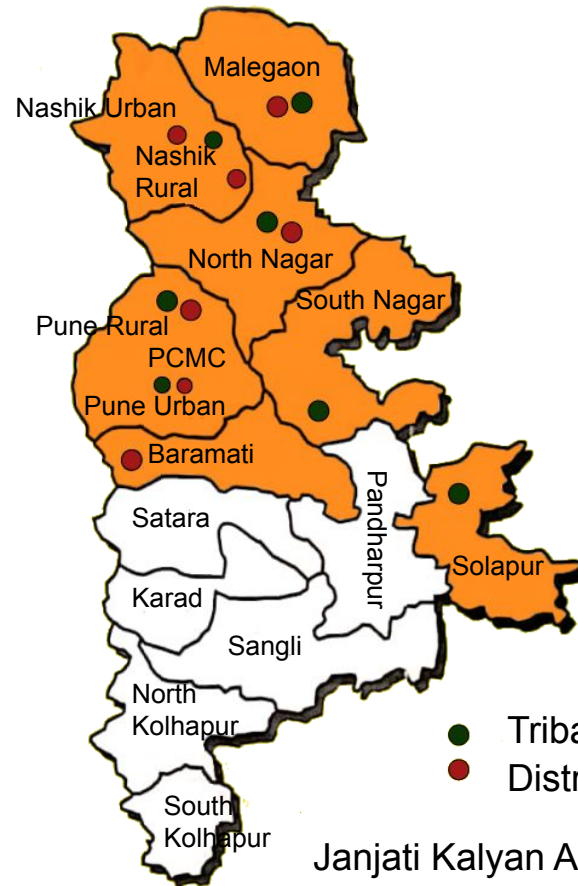 Malegaon
Nashik Urban
Nashik
Rural
North Nagar
South Nagar
Pune Rural
PCMC
Pune Urban
Baramati
Satara
Pandharpur
Solapur
Karad
Sangli
North
Kolhapur
South
Kolhapur
Triba
Distr
Janjati Kalyan A